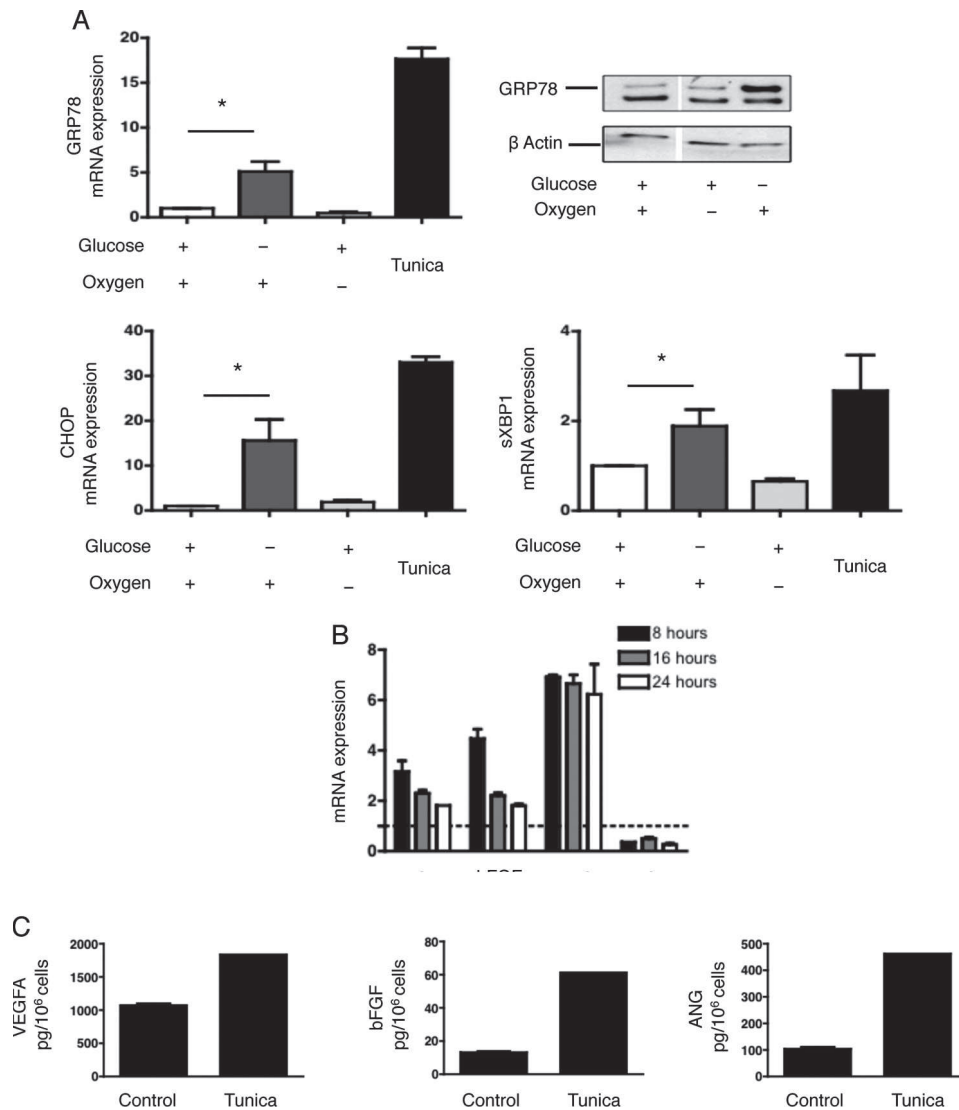 A
GRP78
mRNA expression
20
15
10
5
0
*
Glucose + – +
Oxygen + + –
Tunica
GRP78
β Actin
Glucose + + –
Oxygen + – +
CHOP
mRNA expression
40
30
20
10
0
*
Glucose + – +
Oxygen + + –
Tunica
sXBP1
mRNA expression
4
2
0
*
Glucose + – +
Oxygen + + –
Tunica
B
mRNA expression
8
6
4
2
0
8 hours
16 hours
24 hours
C
VEGFA
pg/10⁶ cells
2000
1500
1000
500
0
Control Tunica
bFGF
pg/10⁶ cells
80
60
40
20
0
Control Tunica
ANG
pg/10⁶ cells
500
400
300
200
100
0
Control Tunica